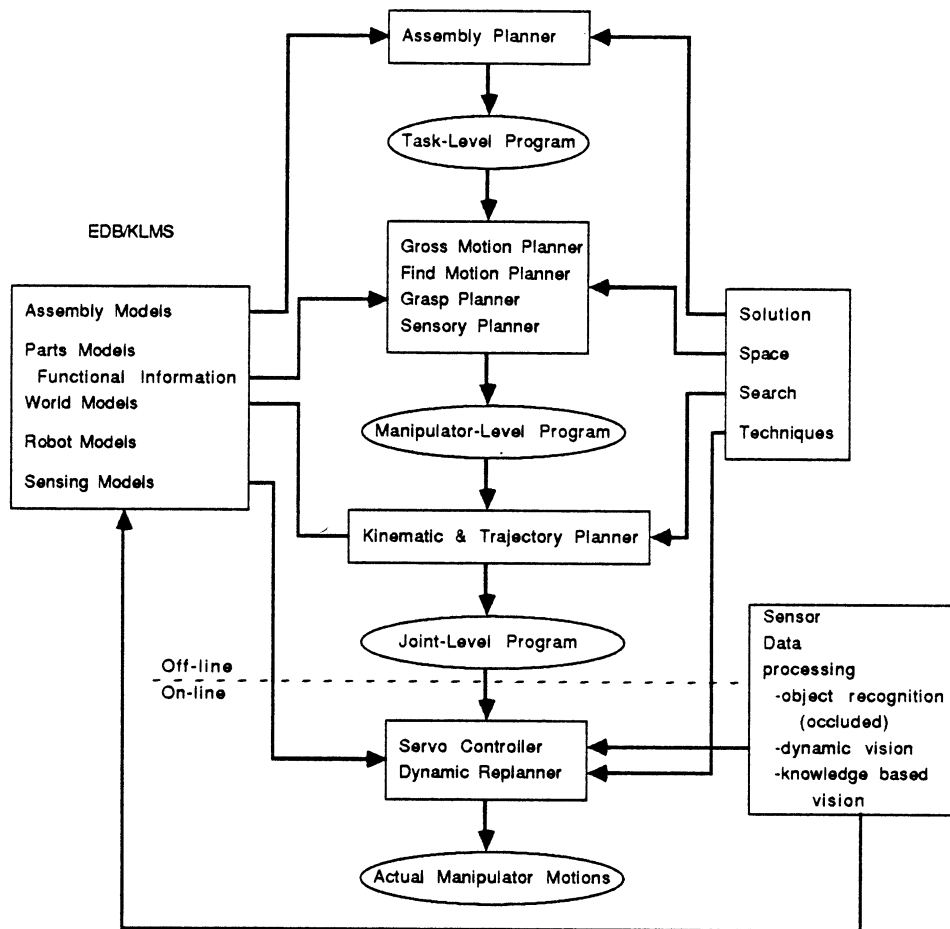 Assembly Planner
Task-Level Program
EDB/KLMS
Gross Motion Planner
Find Motion Planner
Grasp Planner
Sensory Planner
Assembly Models
Parts Models
Functional Information
World Models
Robot Models
Sensing Models
Solution
Space
Search
Techniques
Manipulator-Level Program
Kinematic & Trajectory Planner
Joint-Level Program
Off-line
On-line
Sensor
Data
processing
-object recognition
(occluded)
-dynamic vision
-knowledge based
vision
Servo Controller
Dynamic Replanner
Actual Manipulator Motions